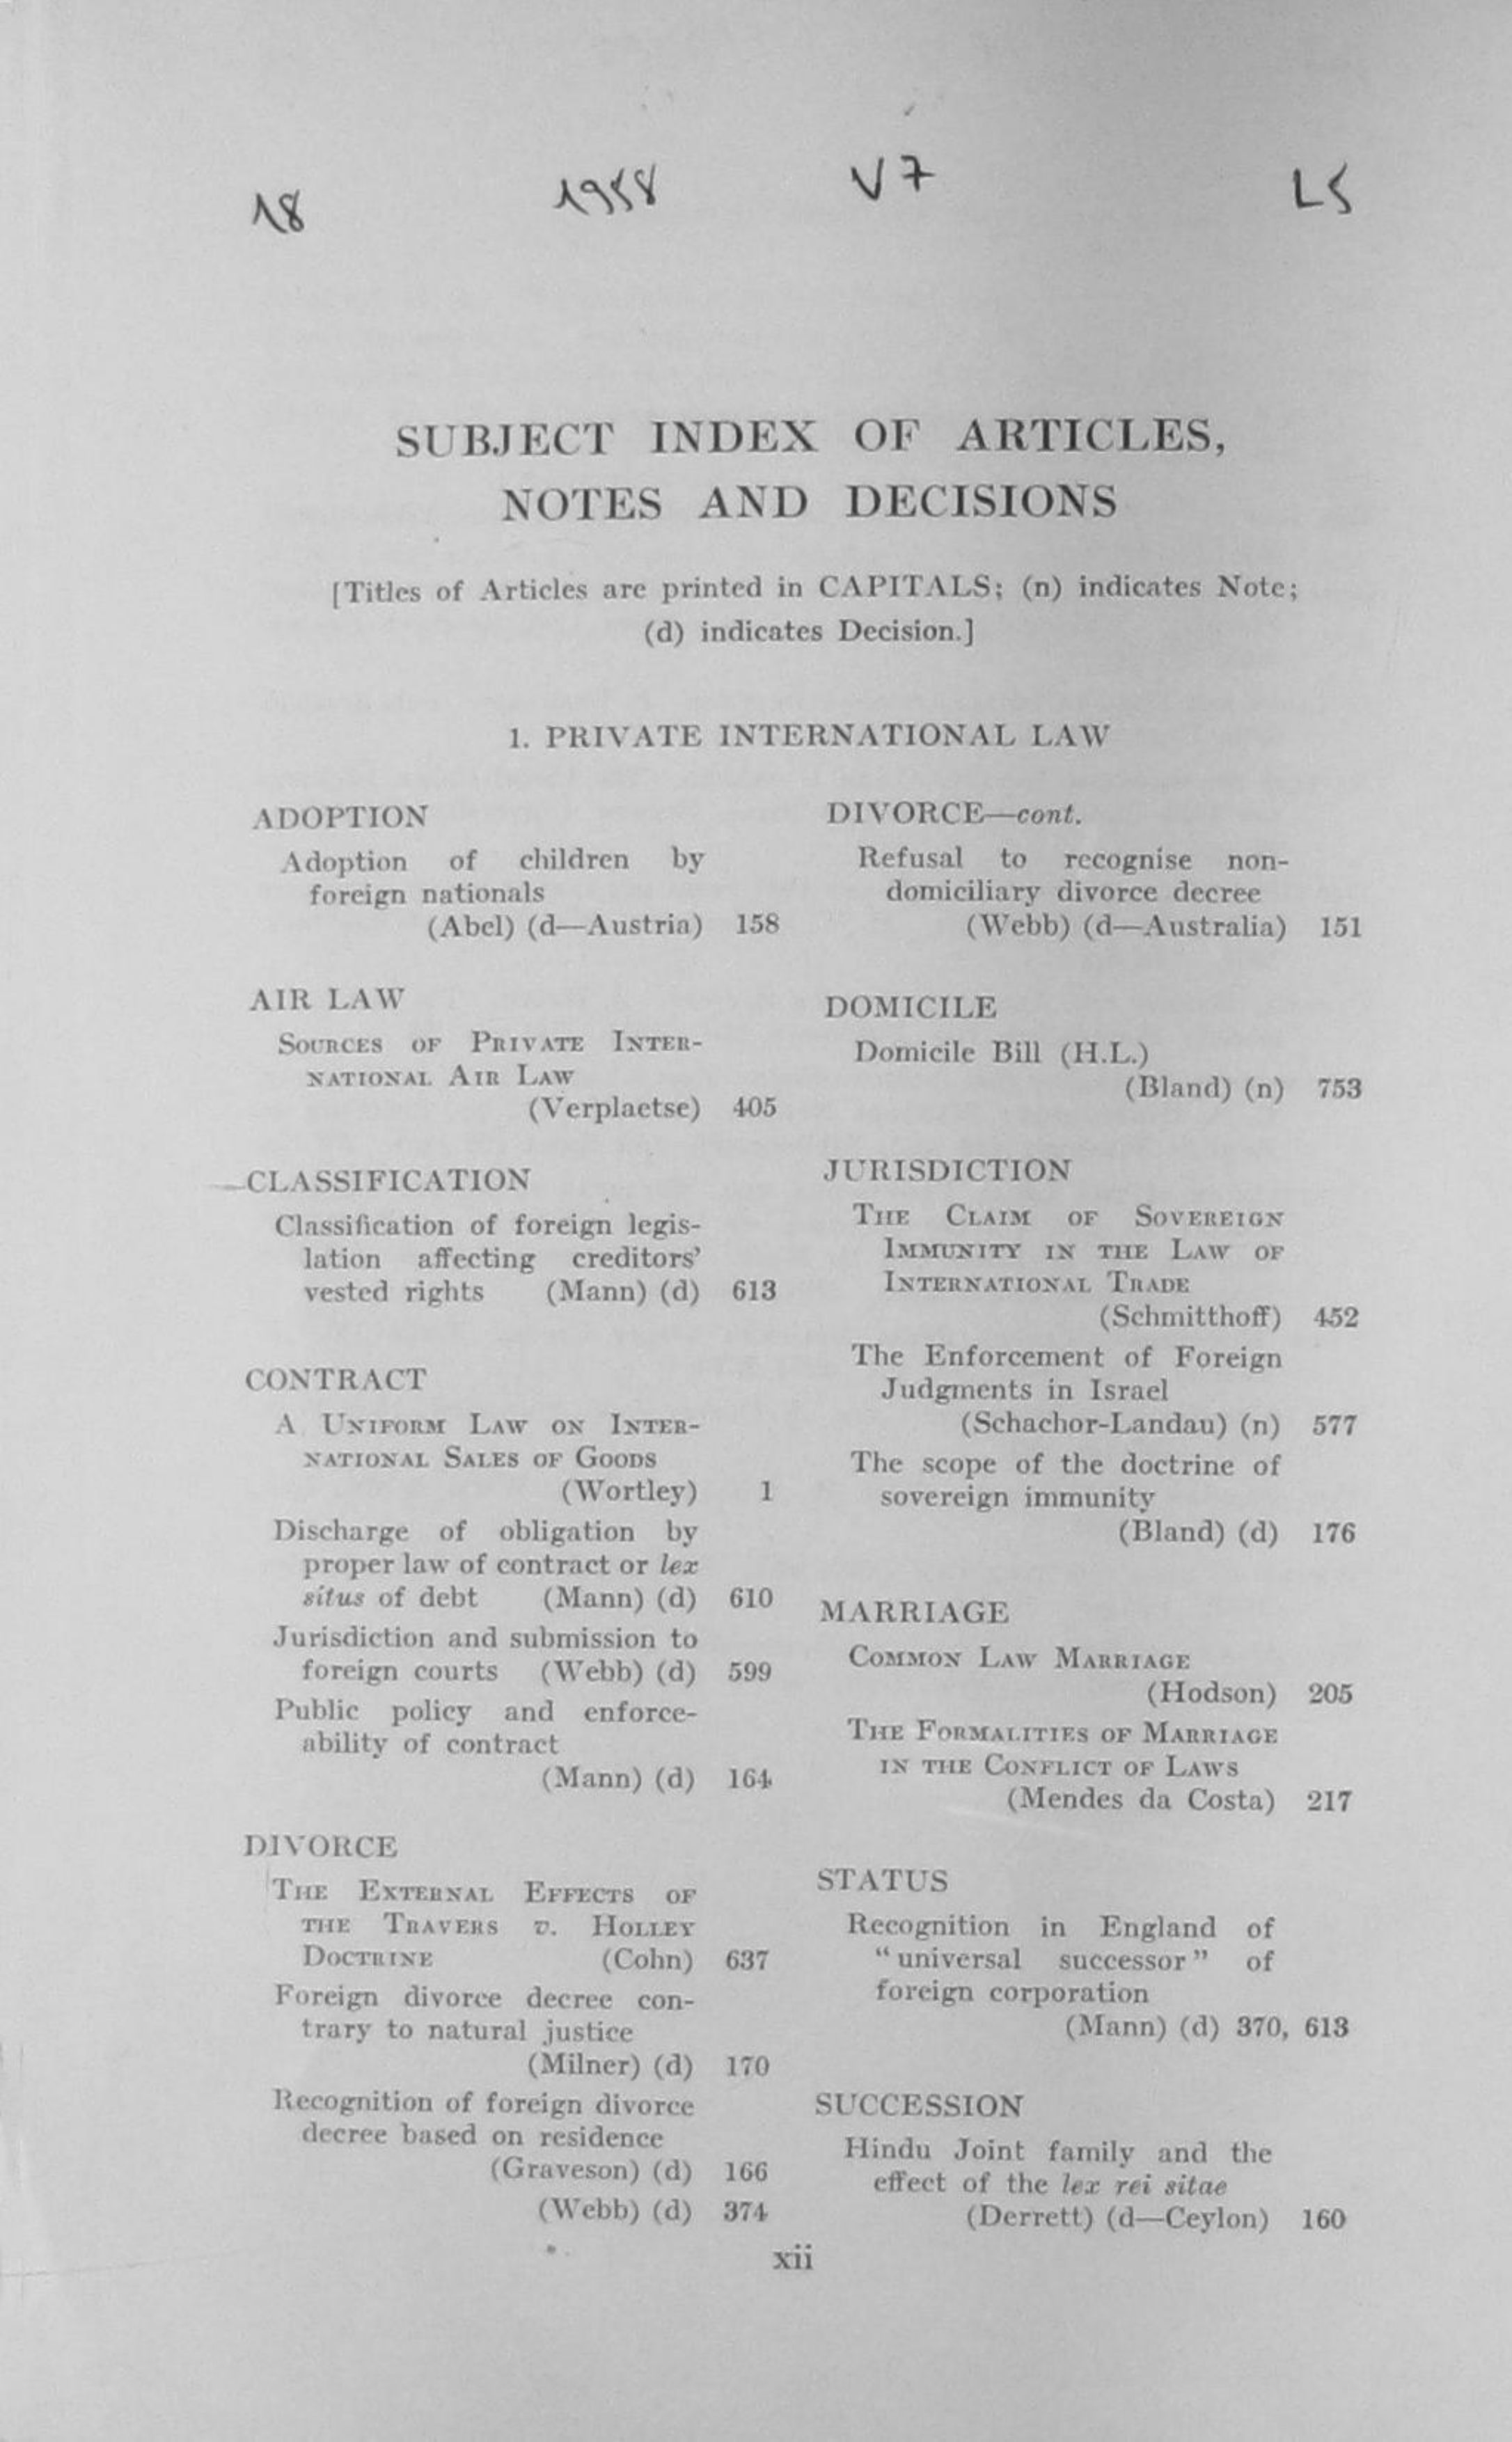 18 1958 V7 LS
SUBJECT INDEX OF ARTICLES,
NOTES AND DECISIONS
[Titles of Articles are printed in CAPITALS; (n) indicates Note;
(d) indicates Decision.]
1. PRIVATE INTERNATIONAL LAW
ADOPTION
Adoption of children by
foreign nationals
(Abel) (d—Austria) 158
AIR LAW
SOURCES OF PRIVATE INTER-
NATIONAL AIR LAW
(Verplaetse) 405
CLASSIFICATION
Classification of foreign legis-
lation affecting creditors'
vested rights (Mann) (d) 613
CONTRACT
A UNIFORM LAW ON INTER-
NATIONAL SALES OF GOODS
(Wortley) 1
Discharge of obligation by
proper law of contract or lex
situs of debt (Mann) (d) 610
Jurisdiction and submission to
foreign courts (Webb) (d) 599
Public policy and enforce-
ability of contract
(Mann) (d) 164
DIVORCE
THE EXTERNAL EFFECTS OF
THE TRAVERS v. HOLLEY
DOCTRINE (Cohn) 637
Foreign divorce decree con-
trary to natural justice
(Milner) (d) 170
Recognition of foreign divorce
decree based on residence
(Graveson) (d) 166
(Webb) (d) 374
DIVORCE—cont.
Refusal to recognise non-
domiciliary divorce decree
(Webb) (d—Australia) 151
DOMICILE
Domicile Bill (H.L.)
(Bland) (n) 753
JURISDICTION
THE CLAIM OF SOVEREIGN
IMMUNITY IN THE LAW OF
INTERNATIONAL TRADE
(Schmitthoff) 452
The Enforcement of Foreign
Judgments in Israel
(Schachor-Landau) (n) 577
The scope of the doctrine of
sovereign immunity
(Bland) (d) 176
MARRIAGE
COMMON LAW MARRIAGE
(Hodson) 205
THE FORMALITIES OF MARRIAGE
IN THE CONFLICT OF LAWS
(Mendes da Costa) 217
STATUS
Recognition in England of
"universal successor" of
foreign corporation
(Mann) (d) 370, 613
SUCCESSION
Hindu Joint family and the
effect of the lex rei sitae
(Derrett) (d—Ceylon) 160
xii